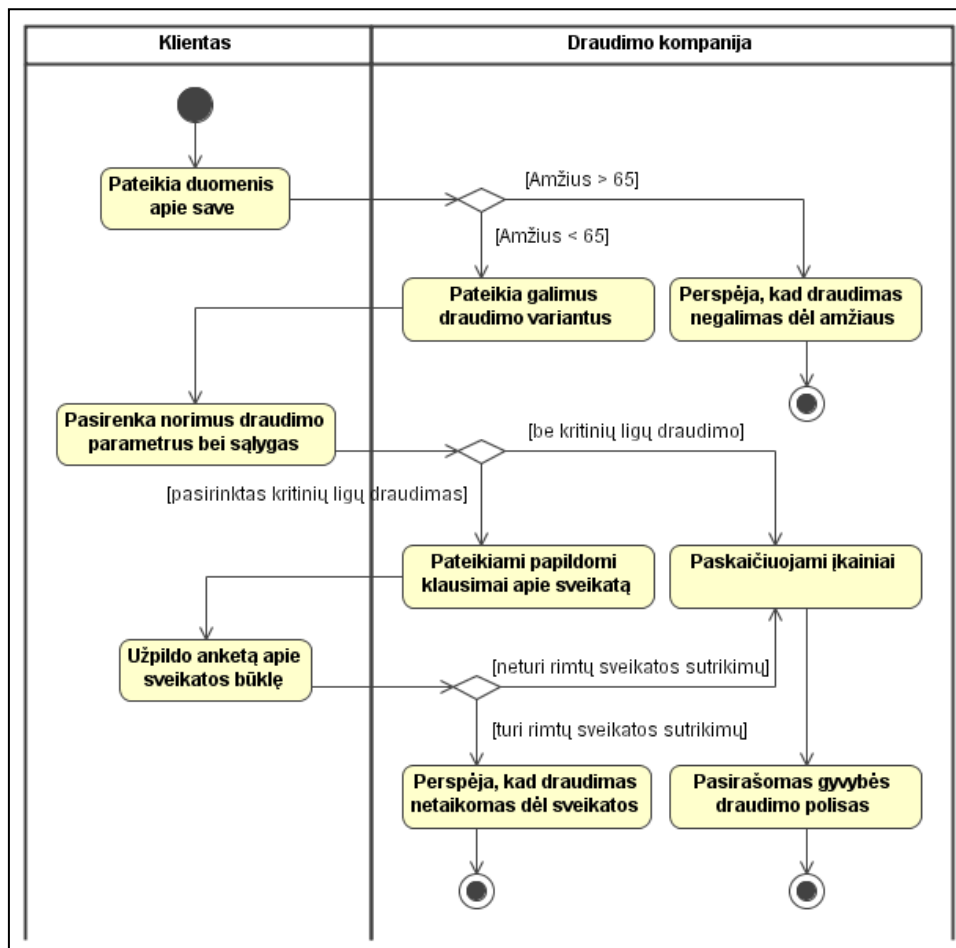 Klientas
Draudimo kompanija
Pateikia duomenis
apie save
[Amžius > 65]
[Amžius < 65]
Pateikia galimus
draudimo variantus
Perspėja, kad draudimas
negalimas dėl amžiaus
Pasirenka norimus draudimo
parametrus bei sąlygas
[be kritinių ligų draudimo]
[pasirinktas kritinių ligų draudimas]
Pateikiami papildomi
klausimai apie sveikatą
Paskaičiuojami įkainiai
Užpildo anketą apie
sveikatos būklę
[neturi rimtų sveikatos sutrikimų]
[turi rimtų sveikatos sutrikimų]
Perspėja, kad draudimas
netaikomas dėl sveikatos
Pasirašomas gyvybės
draudimo polisas